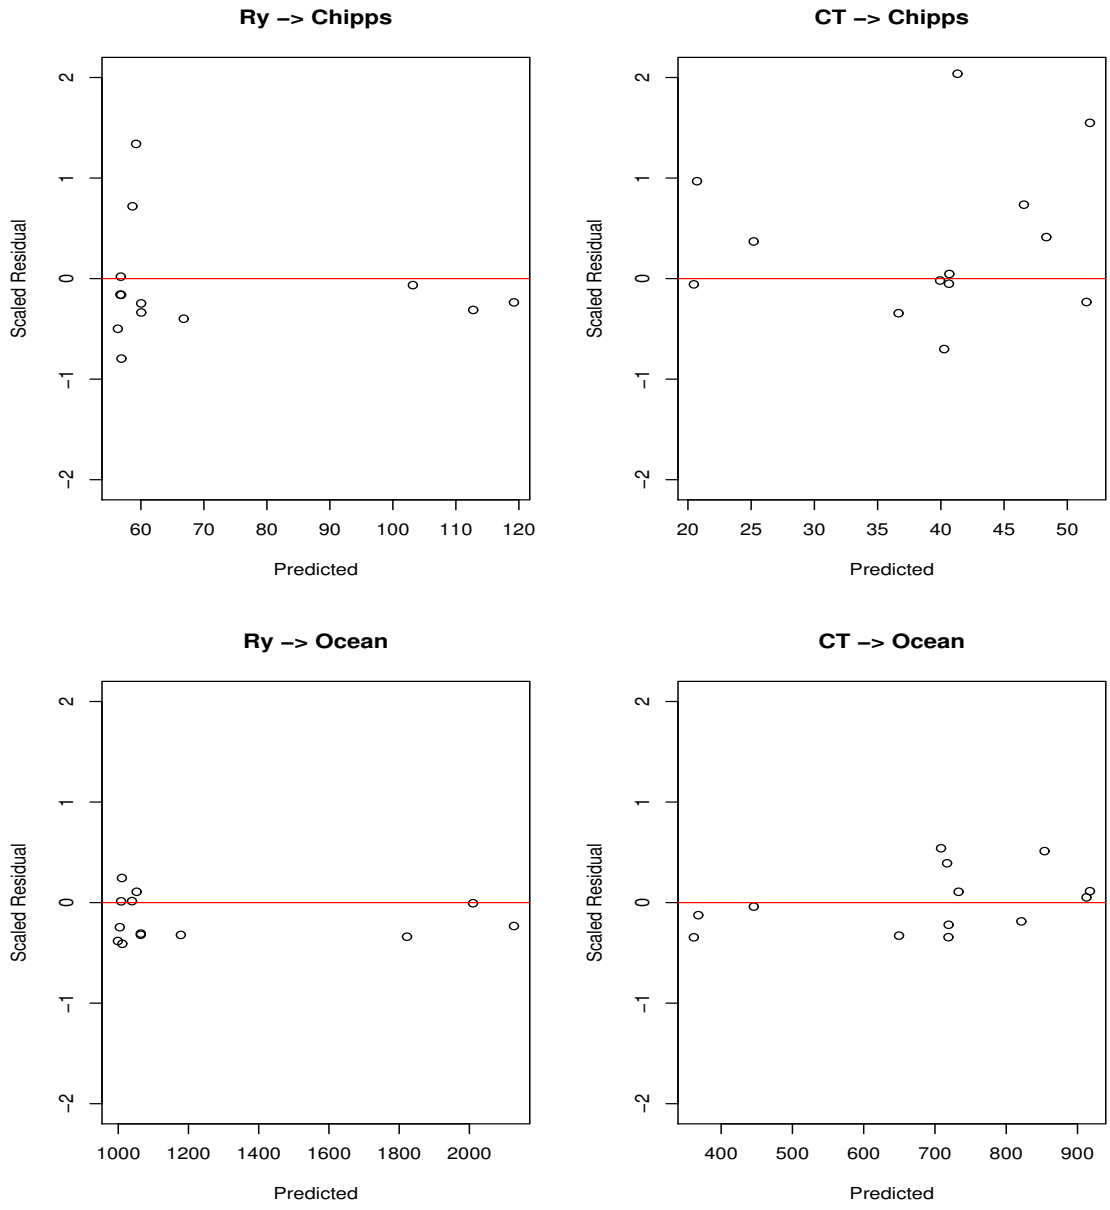 Ry −> Chipps
Scaled Residual
2
1
0
−1
−2
60 70 80 90 100 110 120
Predicted
CT −> Chipps
Scaled Residual
2
1
0
−1
−2
20 25 30 35 40 45 50
Predicted
Ry −> Ocean
Scaled Residual
2
1
0
−1
−2
1000 1200 1400 1600 1800 2000
Predicted
CT −> Ocean
Scaled Residual
2
1
0
−1
−2
400 500 600 700 800 900
Predicted